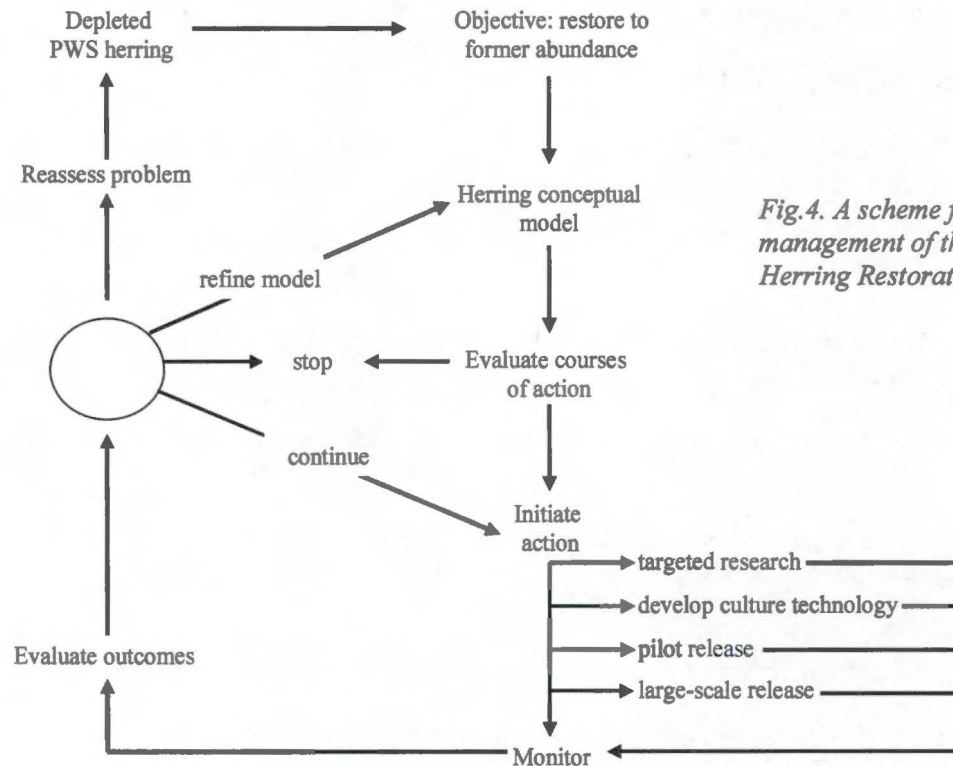 Depleted
PWS herring
Objective: restore to
former abundance
Reassess problem
Herring conceptual
model
Fig.4. A scheme f
management of th
Herring Restorat
refine model
stop
Evaluate courses
of action
continue
Initiate
action
targeted research
develop culture technology
pilot release
large-scale release
Evaluate outcomes
Monitor